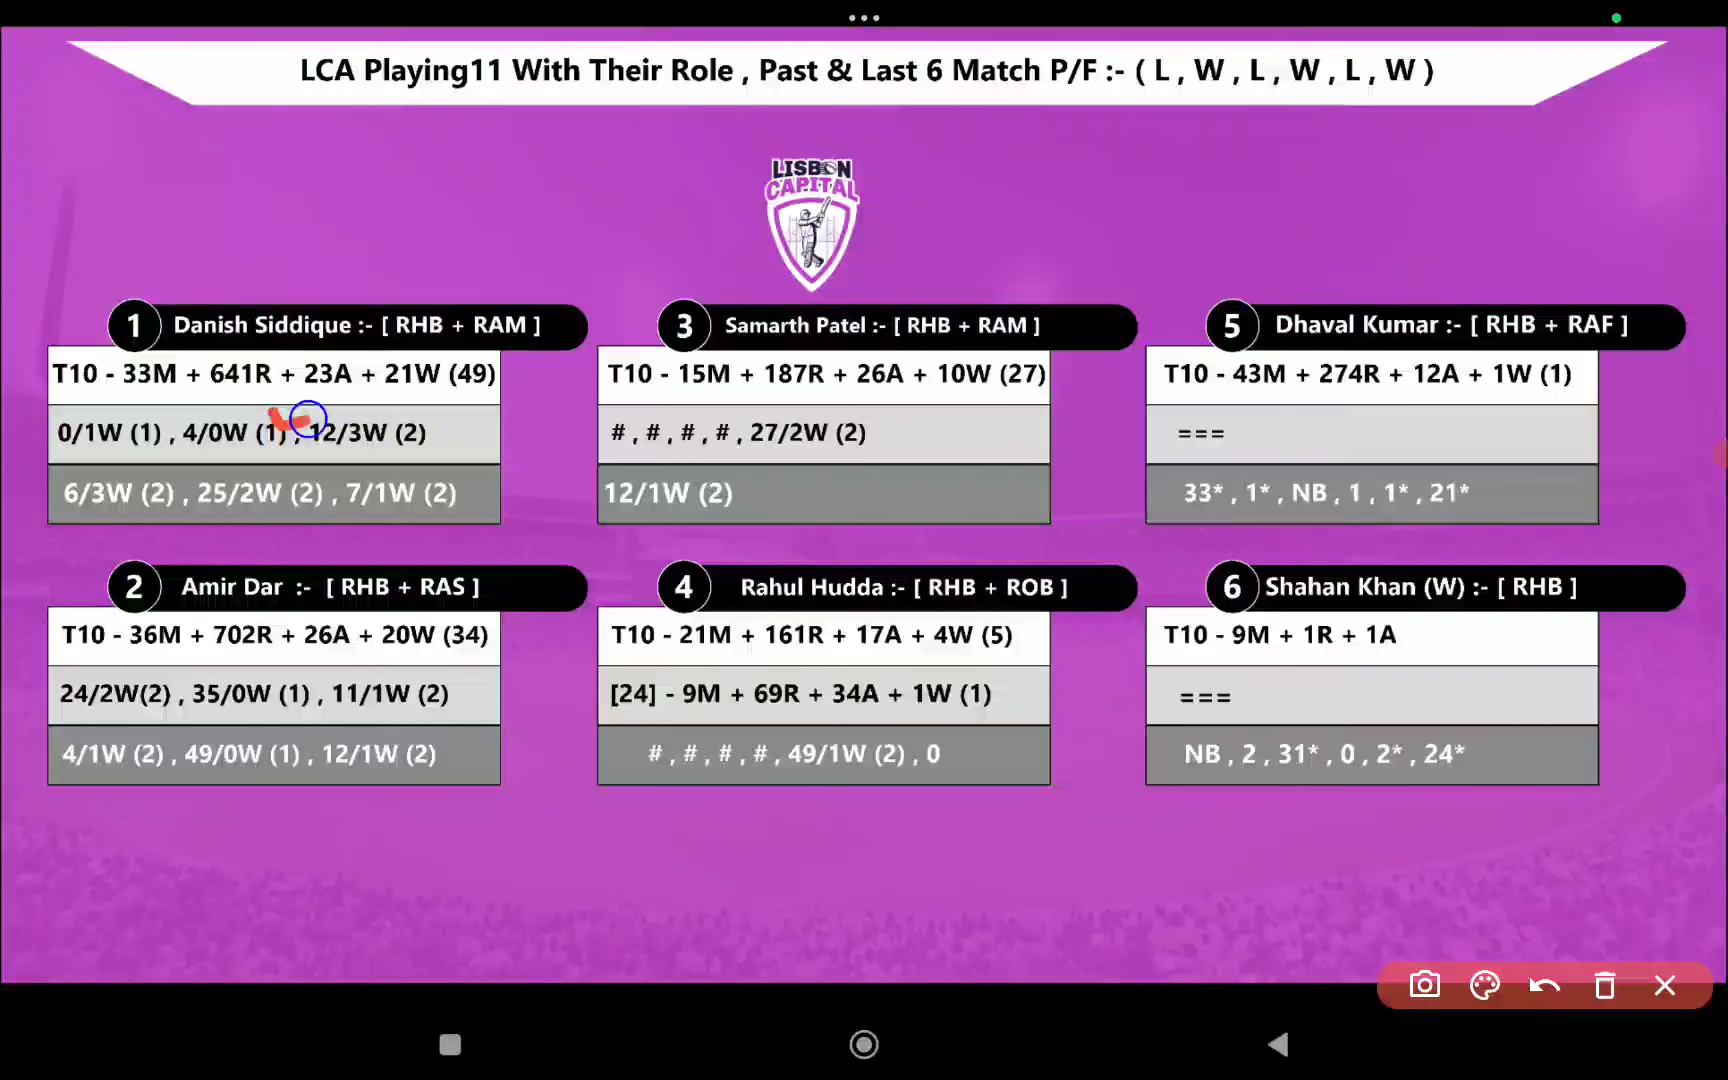 LCA Playing11 With Their Role , Past & Last 6 Match P/F :- ( L , W , L , W , L , W )
LISBON
CAPITAL
1 Danish Siddique :- [ RHB + RAM ]
T10 - 33M + 641R + 23A + 21W (49)
0/1W (1) , 4/0W (1) , 12/3W (2)
6/3W (2) , 25/2W (2) , 7/1W (2)
2 Amir Dar :- [ RHB + RAS ]
T10 - 36M + 702R + 26A + 20W (34)
24/2W(2) , 35/0W (1) , 11/1W (2)
4/1W (2) , 49/0W (1) , 12/1W (2)
3 Samarth Patel :- [ RHB + RAM ]
T10 - 15M + 187R + 26A + 10W (27)
# , # , # , # , 27/2W (2)
12/1W (2)
4 Rahul Hudda :- [ RHB + ROB ]
T10 - 21M + 161R + 17A + 4W (5)
[24] - 9M + 69R + 34A + 1W (1)
# , # , # , # , 49/1W (2) , 0
5 Dhaval Kumar :- [ RHB + RAF ]
T10 - 43M + 274R + 12A + 1W (1)
===
33* , 1* , NB , 1 , 1* , 21*
6 Shahan Khan (W) :- [ RHB ]
T10 - 9M + 1R + 1A
===
NB , 2 , 31* , 0 , 2* , 24*